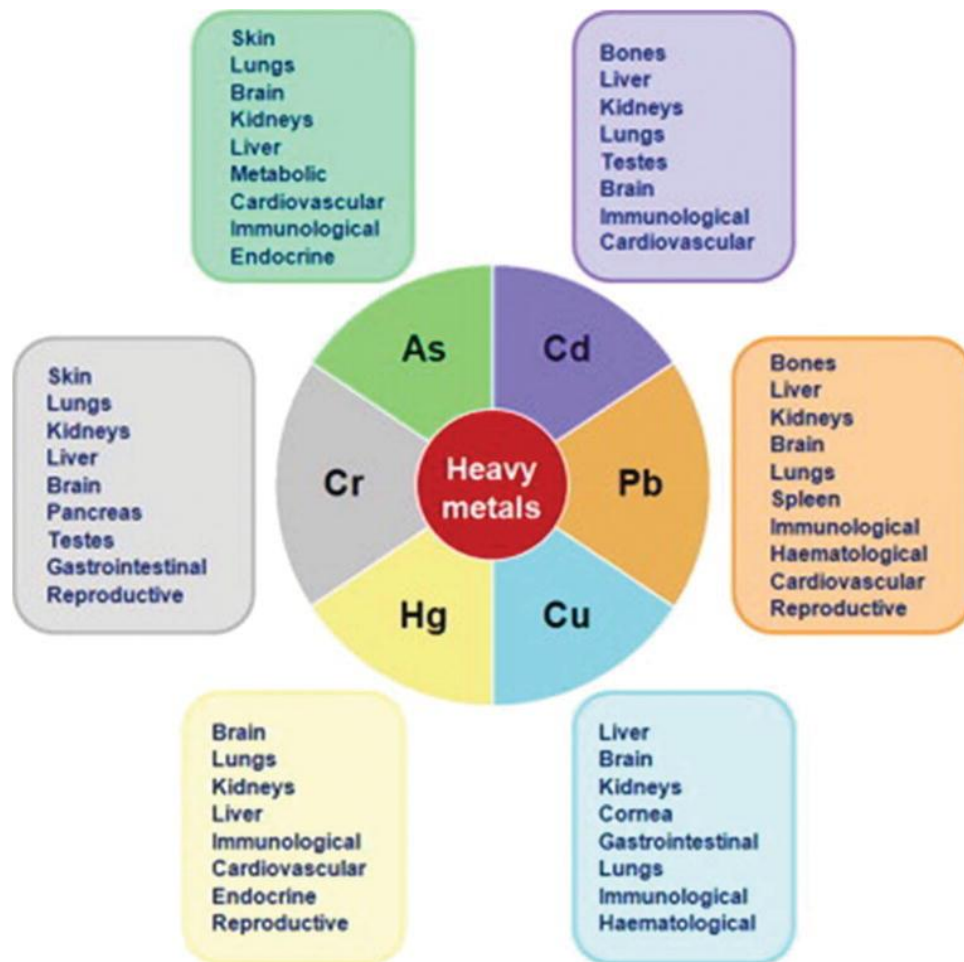 Skin
Lungs
Brain
Kidneys
Liver
Metabolic
Cardiovascular
Immunological
Endocrine
Bones
Liver
Kidneys
Lungs
Testes
Brain
Immunological
Cardiovascular
As
Cd
Skin
Lungs
Kidneys
Liver
Brain
Pancreas
Testes
Gastrointestinal
Reproductive
Cr
Heavy
metals
Pb
Bones
Liver
Kidneys
Brain
Lungs
Spleen
Immunological
Haematological
Cardiovascular
Reproductive
Hg
Cu
Brain
Lungs
Kidneys
Liver
Immunological
Cardiovascular
Endocrine
Reproductive
Liver
Brain
Kidneys
Cornea
Gastrointestinal
Lungs
Immunological
Haematological